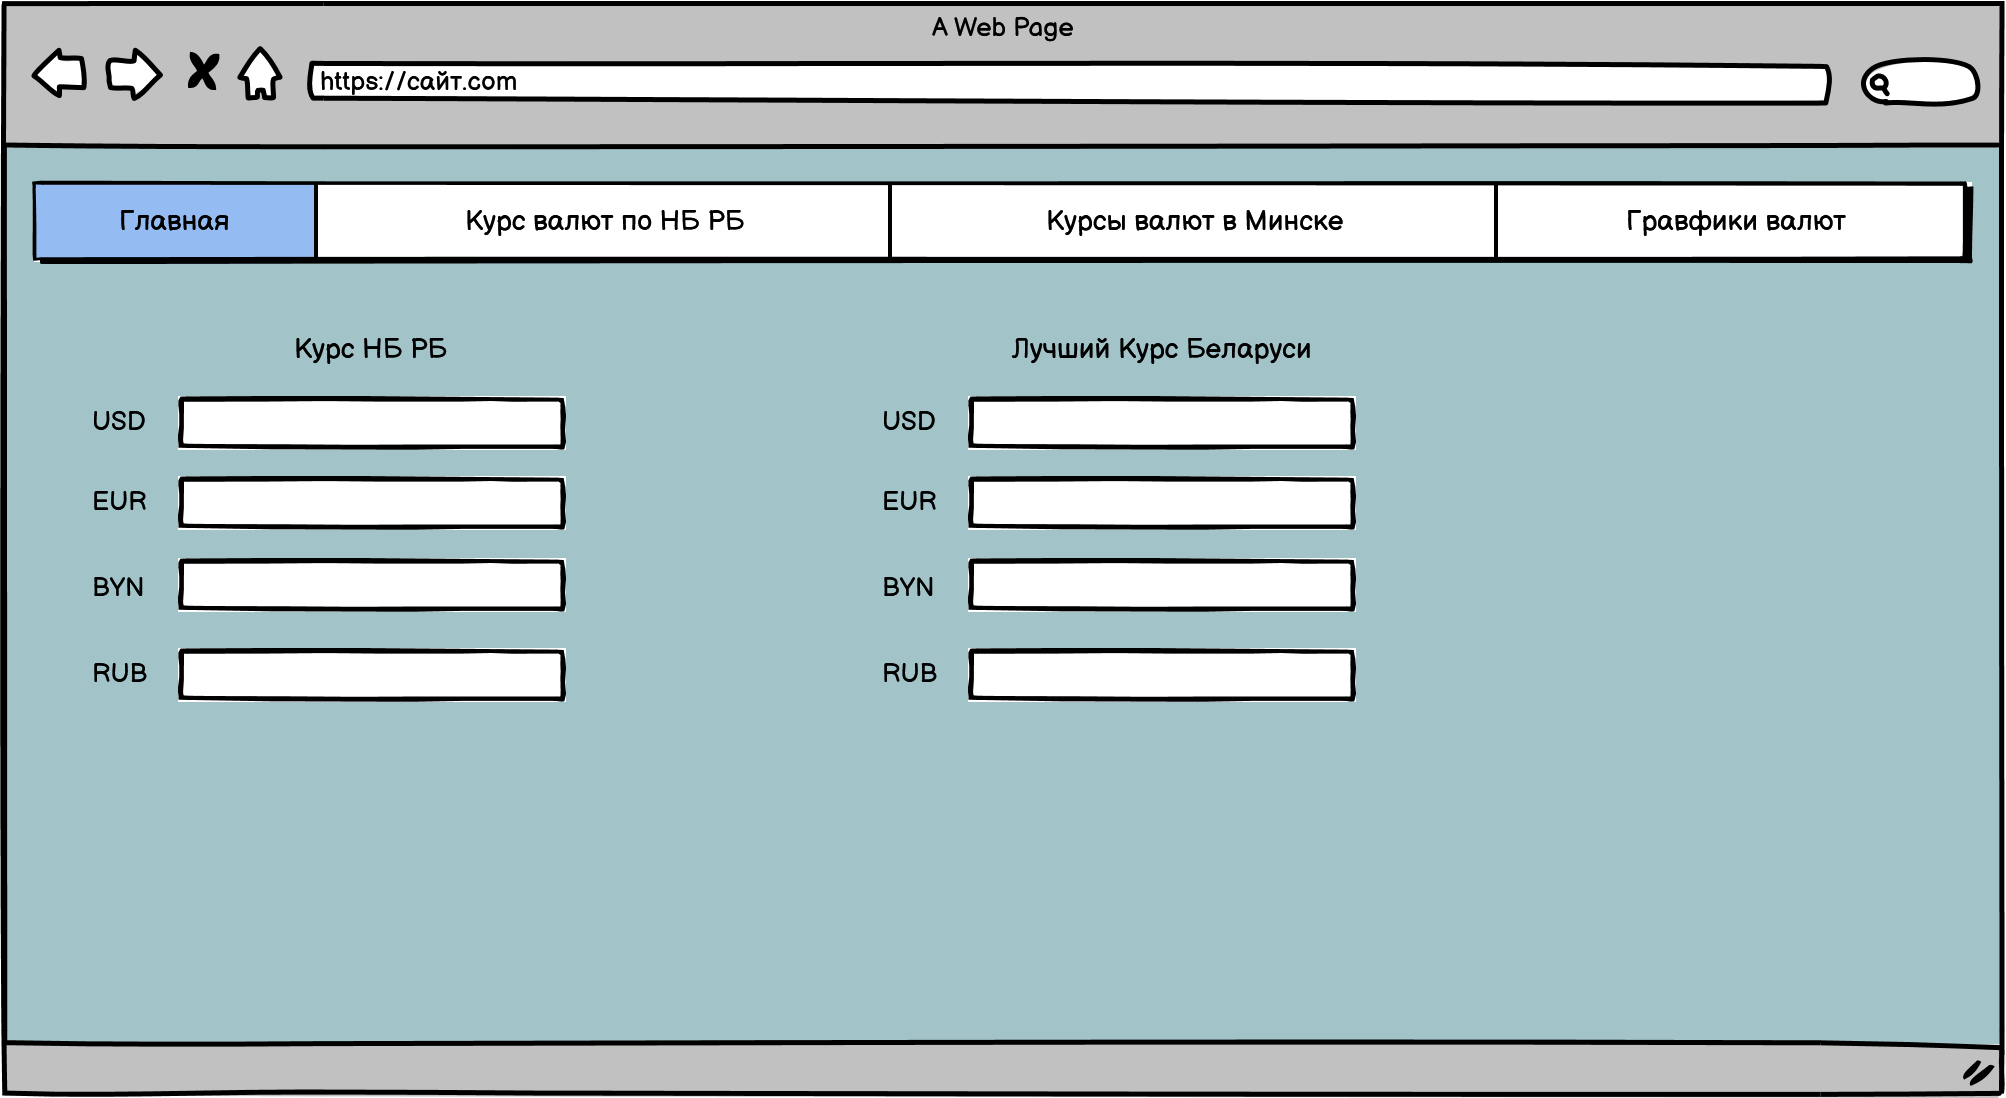 A Web Page
https://сайт.com
Главная
Курс валют по НБ РБ
Курсы валют в Минске
Гравфики валют
Курс НБ РБ
USD
EUR
BYN
RUB
Лучший Курс Беларуси
USD
EUR
BYN
RUB